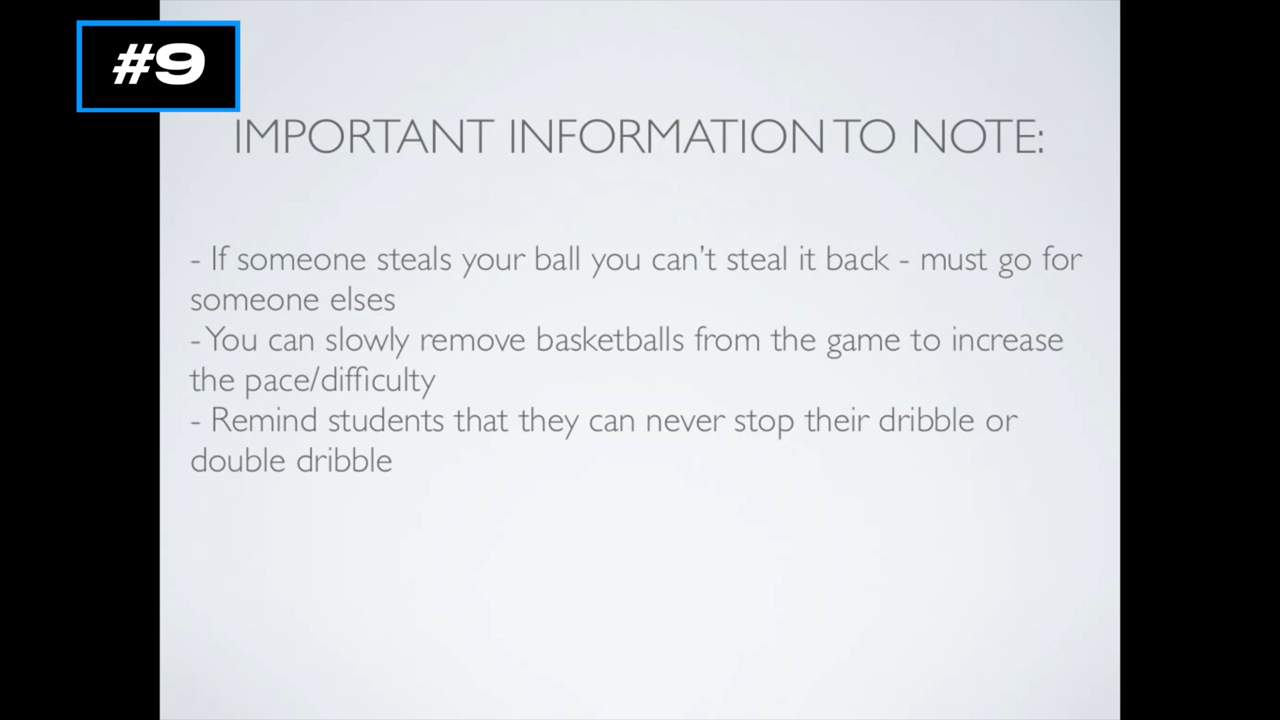 #9
IMPORTANT INFORMATION TO NOTE:
- If someone steals your ball you can’t steal it back - must go for
someone elses
- You can slowly remove basketballs from the game to increase
the pace/difficulty
- Remind students that they can never stop their dribble or
double dribble